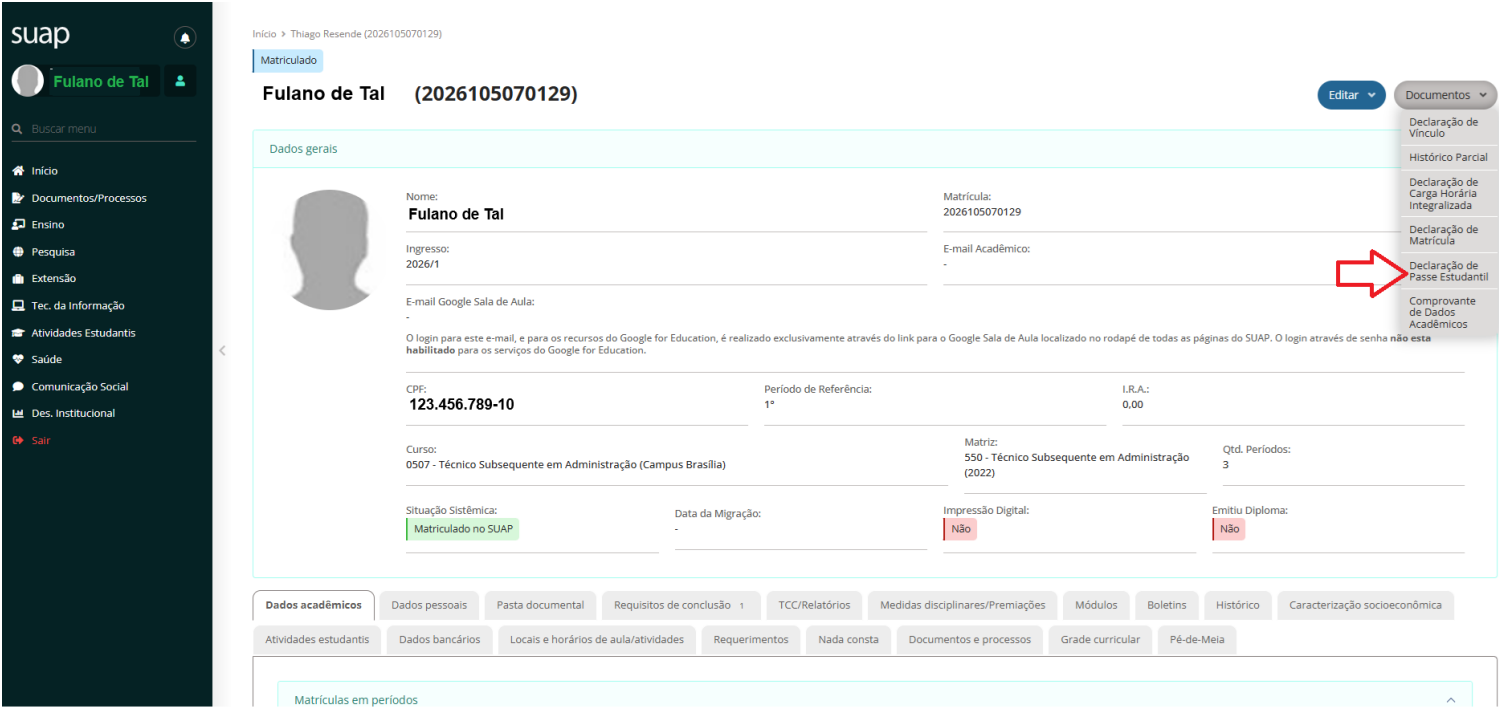 suap
Fulano de Tal
Buscar menu
Início
Documentos/Processos
Ensino
Pesquisa
Extensão
Tec. da Informação
Atividades Estudantis
Saúde
Comunicação Social
Des. Institucional
Sair
Início > Thiago Resende (2026105070129)
Matriculado
Fulano de Tal (2026105070129)
Editar
Documentos
Declaração de
Vínculo
Histórico Parcial
Declaração de
Carga Horária
Integralizada
Declaração de
Matrícula
Declaração de
Passe Estudantil
Comprovante
de Dados
Acadêmicos
Dados gerais
Nome:
Fulano de Tal
Matrícula:
2026105070129
Ingresso:
2026/1
E-mail Acadêmico:
-
E-mail Google Sala de Aula:
-
O login para este e-mail, e para os recursos do Google for Education, é realizado exclusivamente através do link para o Google Sala de Aula localizado no rodapé de todas as páginas do SUAP. O login através de senha não esta
habilitado para os serviços do Google for Education.
CPF:
123.456.789-10
Período de Referência:
1º
I.R.A.:
0,00
Curso:
0507 - Técnico Subsequente em Administração (Campus Brasília)
Matriz:
550 - Técnico Subsequente em Administração
(2022)
Qtd. Períodos:
3
Situação Sistêmica:
Matriculado no SUAP
Data da Migração:
-
Impressão Digital:
Não
Emitiu Diploma:
Não
Dados acadêmicos
Dados pessoais
Pasta documental
Requisitos de conclusão 1
TCC/Relatórios
Medidas disciplinares/Premiações
Módulos
Boletins
Histórico
Caracterização socioeconômica
Atividades estudantis
Dados bancários
Locais e horários de aula/atividades
Requerimentos
Nada consta
Documentos e processos
Grade curricular
Pé-de-Meia
Matrículas em períodos